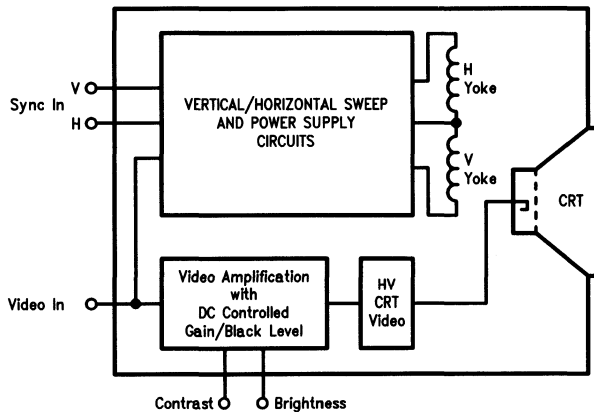 V
Sync In
H
VERTICAL/HORIZONTAL SWEEP
AND POWER SUPPLY
CIRCUITS
H
Yoke
V
Yoke
CRT
Video In
Video Amplification
with
DC Controlled
Gain/Black Level
HV
CRT
Video
Contrast
Brightness